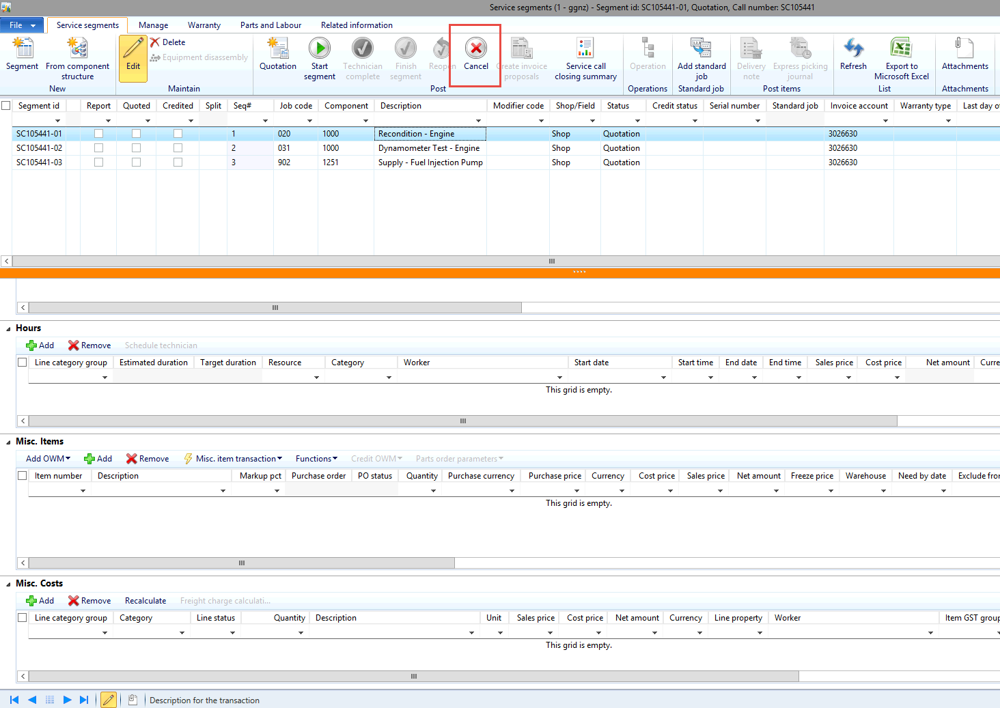 Service segments (1 - ggnz) - Segment id: SC105441-01, Quotation, Call number: SC105441
File Service segments Manage Warranty Parts and Labour Related information
Segment
From component structure
New
Edit
Delete
Equipment disassembly
Maintain
Quotation
Start segment
Technician complete
Finish segment
Reopen
Cancel
Create invoice proposals
Service call closing summary
Post
Operation
Operations
Add standard job
Standard job
Delivery note
Express picking journal
Post items
Refresh
Export to Microsoft Excel
List
Attachments
Attachments
Segment id Report Quoted Credited Split Seq# Job code Component Description Modifier code Shop/Field Status Credit status Serial number Standard job Invoice account Warranty type Last day o
SC105441-01 1 020 1000 Recondition - Engine Shop Quotation 3026630
SC105441-02 2 031 1000 Dynamometer Test - Engine Shop Quotation 3026630
SC105441-03 3 902 1251 Supply - Fuel Injection Pump Shop Quotation 3026630
Hours
Add Remove Schedule technician
Line category group Estimated duration Target duration Resource Category Worker Start date Start time End date End time Sales price Cost price Net amount Curre
This grid is empty.
Misc. Items
Add OWM Add Remove Misc. item transaction Functions Credit OWM Parts order parameters
Item number Description Markup pct Purchase order PO status Quantity Purchase currency Purchase price Currency Cost price Sales price Net amount Freeze price Warehouse Need by date Exclude fror
This grid is empty.
Misc. Costs
Add Remove Recalculate Freight charge calculati...
Line category group Category Line status Quantity Description Unit Sales price Cost price Net amount Currency Line property Worker Item GST group
This grid is empty.
Description for the transaction